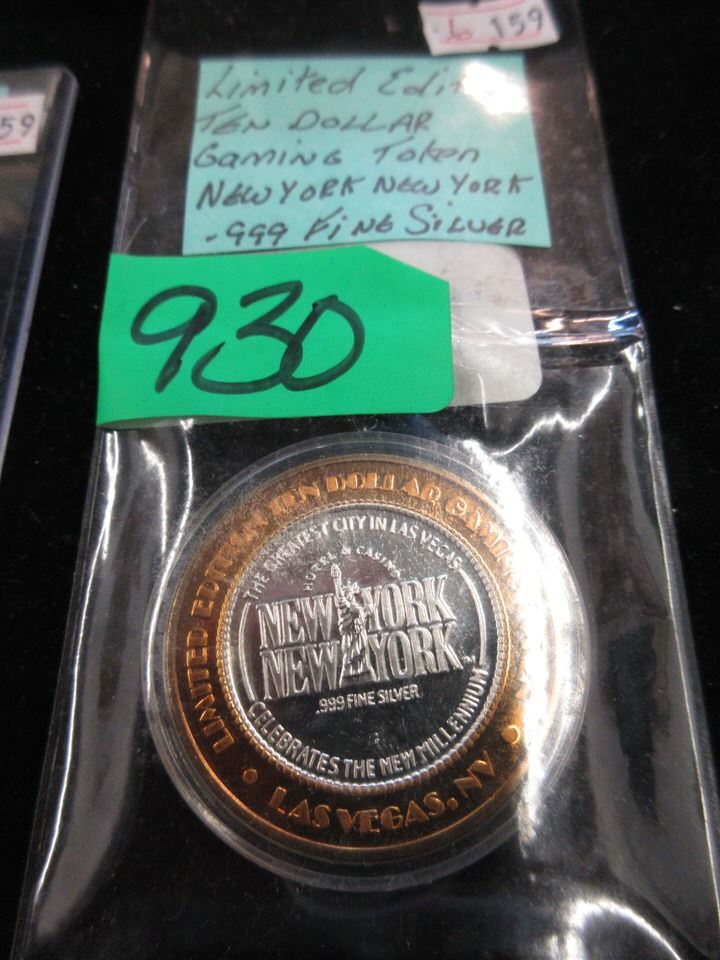 159
59
Limited Edit
TEN DOLLAR
Gaming Token
NEW YORK NEW YORK
.999 FiNE SiLVER
930
LIMITED EDITION TEN DOLLAR GAMING
THE GREATEST CITY IN LAS VEGAS
HOTEL & CASINO
NEW YORK
NEW YORK
™
.999 FINE SILVER
CELEBRATES THE NEW MILLENNIUM
• LAS VEGAS, NV •